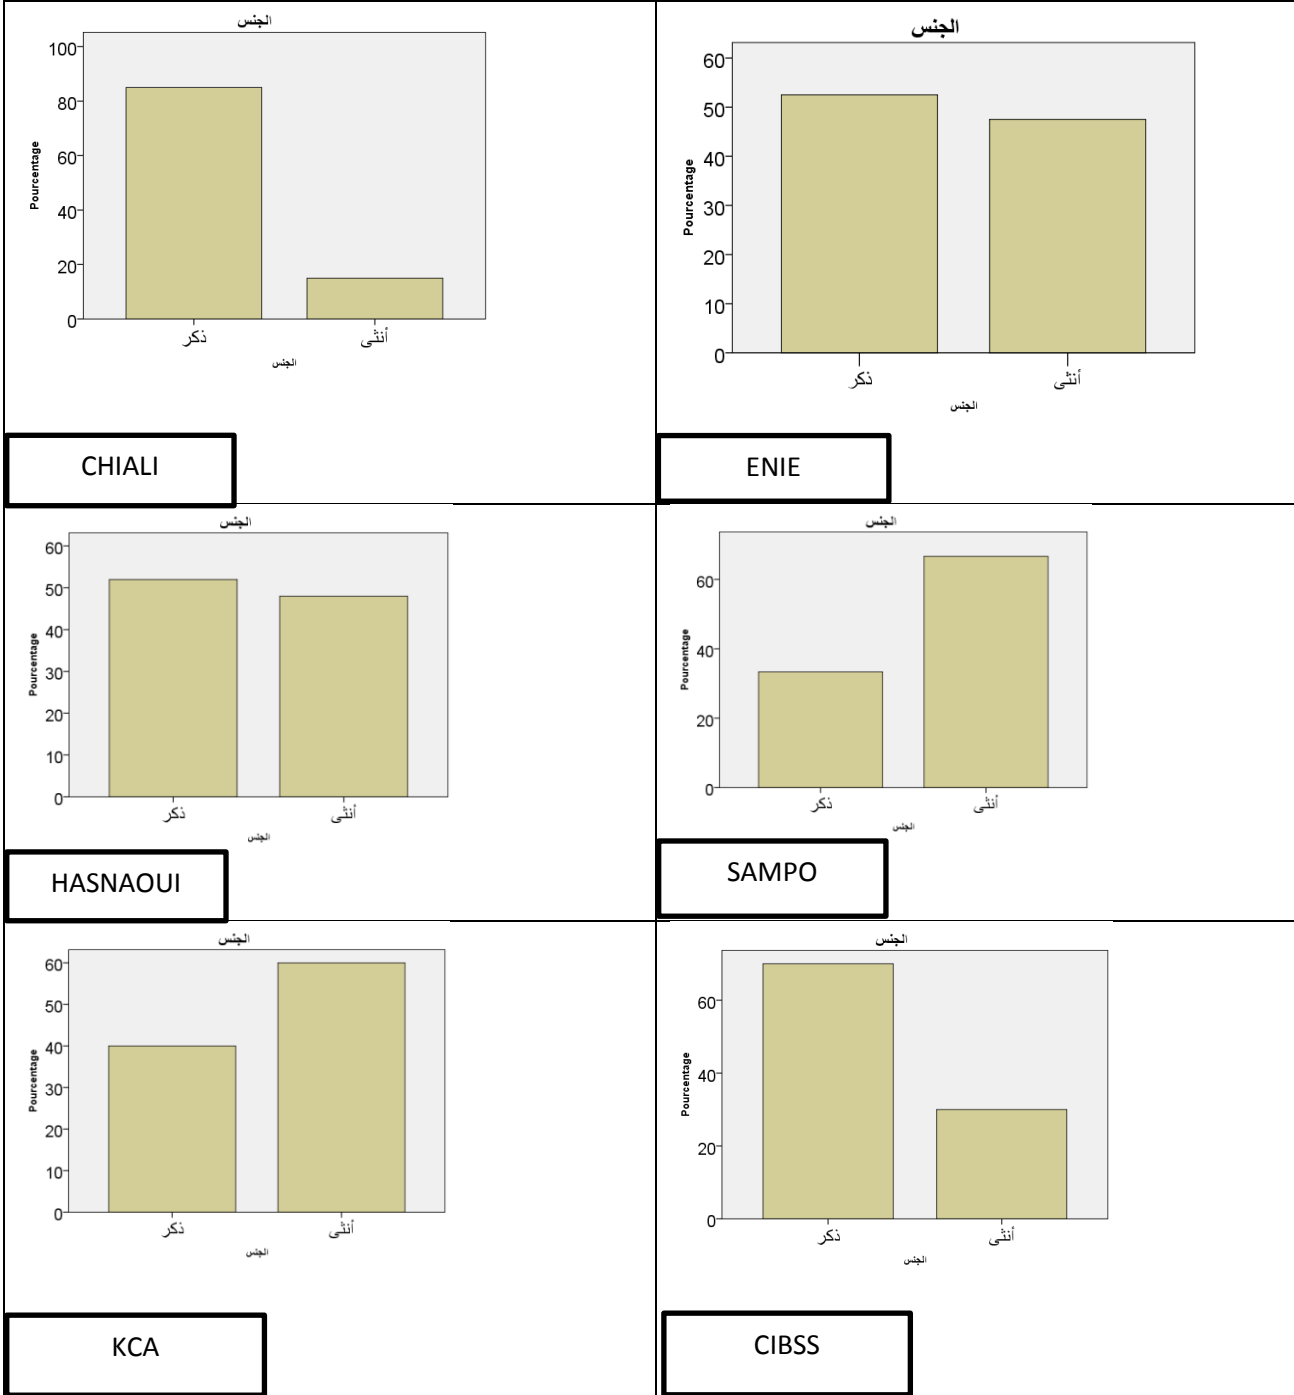 الجنس
100
80
60
40
20
0
Pourcentage
ذكر
أنثى
الجنس
CHIALI
الجنس
60
50
40
30
20
10
0
Pourcentage
ذكر
أنثى
الجنس
ENIE
الجنس
60
50
40
30
20
10
0
Pourcentage
ذكر
أنثى
الجنس
HASNAOUI
الجنس
60
40
20
0
Pourcentage
ذكر
أنثى
الجنس
SAMPO
الجنس
60
50
40
30
20
10
0
Pourcentage
ذكر
أنثى
الجنس
KCA
الجنس
60
40
20
0
Pourcentage
ذكر
أنثى
الجنس
CIBSS